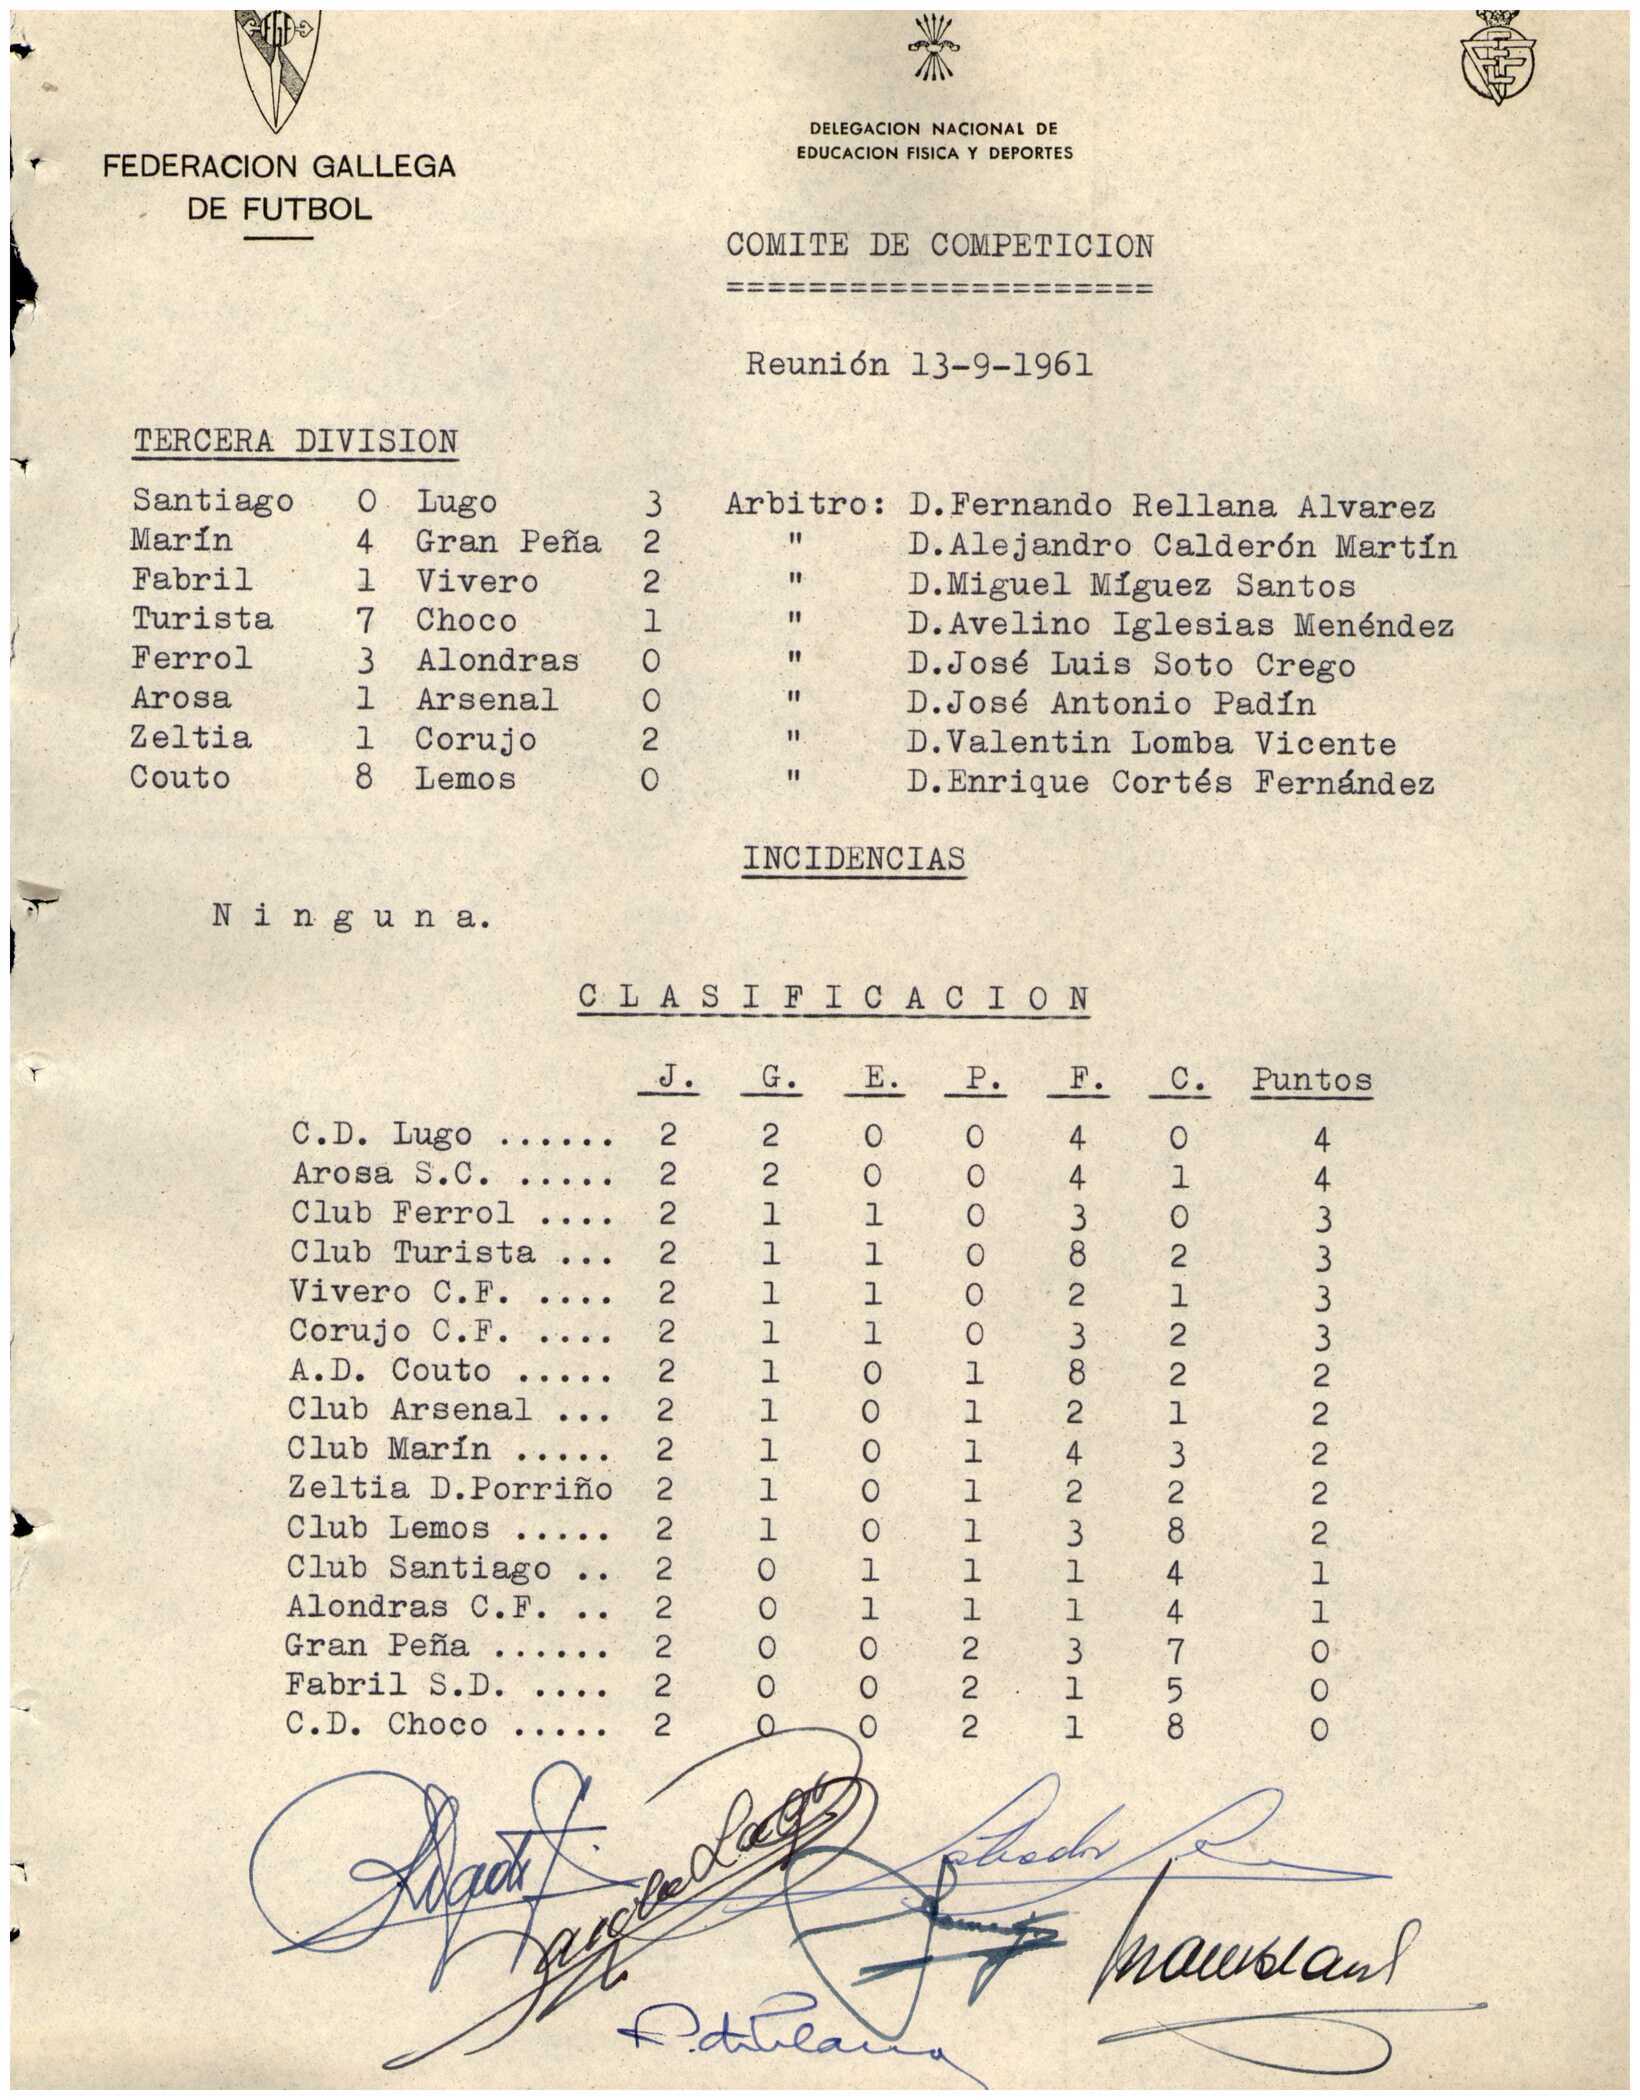 FGF
FEDERACION GALLEGA
DE FUTBOL
DELEGACION NACIONAL DE
EDUCACION FISICA Y DEPORTES
COMITE DE COMPETICION
=====================
Reunión 13-9-1961
TERCERA DIVISION
Santiago 0 Lugo 3 Arbitro: D.Fernando Rellana Alvarez
Marín 4 Gran Peña 2 " D.Alejandro Calderón Martín
Fabril 1 Vivero 2 " D.Miguel Míguez Santos
Turista 7 Choco 1 " D.Avelino Iglesias Menéndez
Ferrol 3 Alondras 0 " D.José Luis Soto Crego
Arosa 1 Arsenal 0 " D.José Antonio Padín
Zeltia 1 Corujo 2 " D.Valentin Lomba Vicente
Couto 8 Lemos 0 " D.Enrique Cortés Fernández
INCIDENCIAS
N i n g u n a.
C L A S I F I C A C I O N
J. G. E. P. F. C. Puntos
C.D. Lugo ...... 2 2 0 0 4 0 4
Arosa S.C. ..... 2 2 0 0 4 1 4
Club Ferrol .... 2 1 1 0 3 0 3
Club Turista ... 2 1 1 0 8 2 3
Vivero C.F. .... 2 1 1 0 2 1 3
Corujo C.F. .... 2 1 1 0 3 2 3
A.D. Couto ..... 2 1 0 1 8 2 2
Club Arsenal ... 2 1 0 1 2 1 2
Club Marín ..... 2 1 0 1 4 3 2
Zeltia D.Porriño 2 1 0 1 2 2 2
Club Lemos ..... 2 1 0 1 3 8 2
Club Santiago .. 2 0 1 1 1 4 1
Alondras C.F. .. 2 0 1 1 1 4 1
Gran Peña ...... 2 0 0 2 3 7 0
Fabril S.D. .... 2 0 0 2 1 5 0
C.D. Choco ..... 2 0 0 2 1 8 0